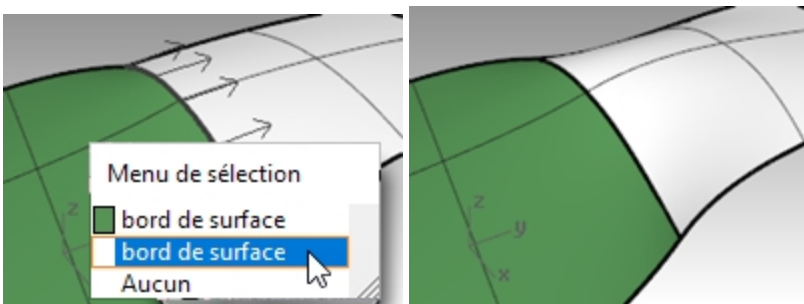 Menu de sélection
z
bord de surface
bord de surface
Aucun
z
y
x